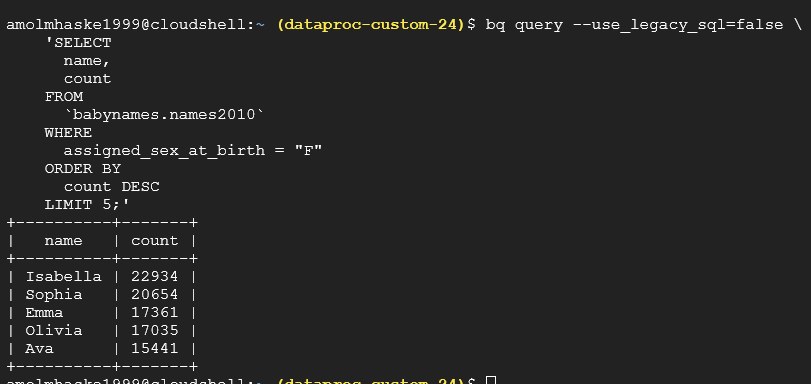 amolmhaske1999@cloudshell:~ (dataproc-custom-24)$ bq query --use_legacy_sql=false \
    'SELECT
      name,
      count
    FROM
      `babynames.names2010`
    WHERE
      assigned_sex_at_birth = "F"
    ORDER BY
      count DESC
    LIMIT 5;'
+----------+-------+
|   name   | count |
+----------+-------+
| Isabella | 22934 |
| Sophia   | 20654 |
| Emma     | 17361 |
| Olivia   | 17035 |
| Ava      | 15441 |
+----------+-------+
amolmhaske1999@cloudshell:~ (dataproc-custom-24)$